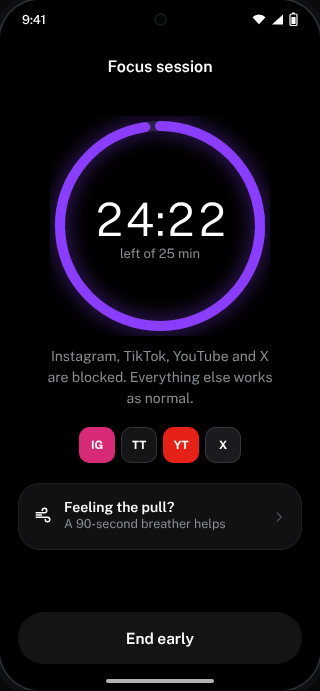 9:41
Focus session
24:22
left of 25 min
Instagram, TikTok, YouTube and X
are blocked. Everything else works
as normal.
IG TT YT X
Feeling the pull?
A 90-second breather helps
End early